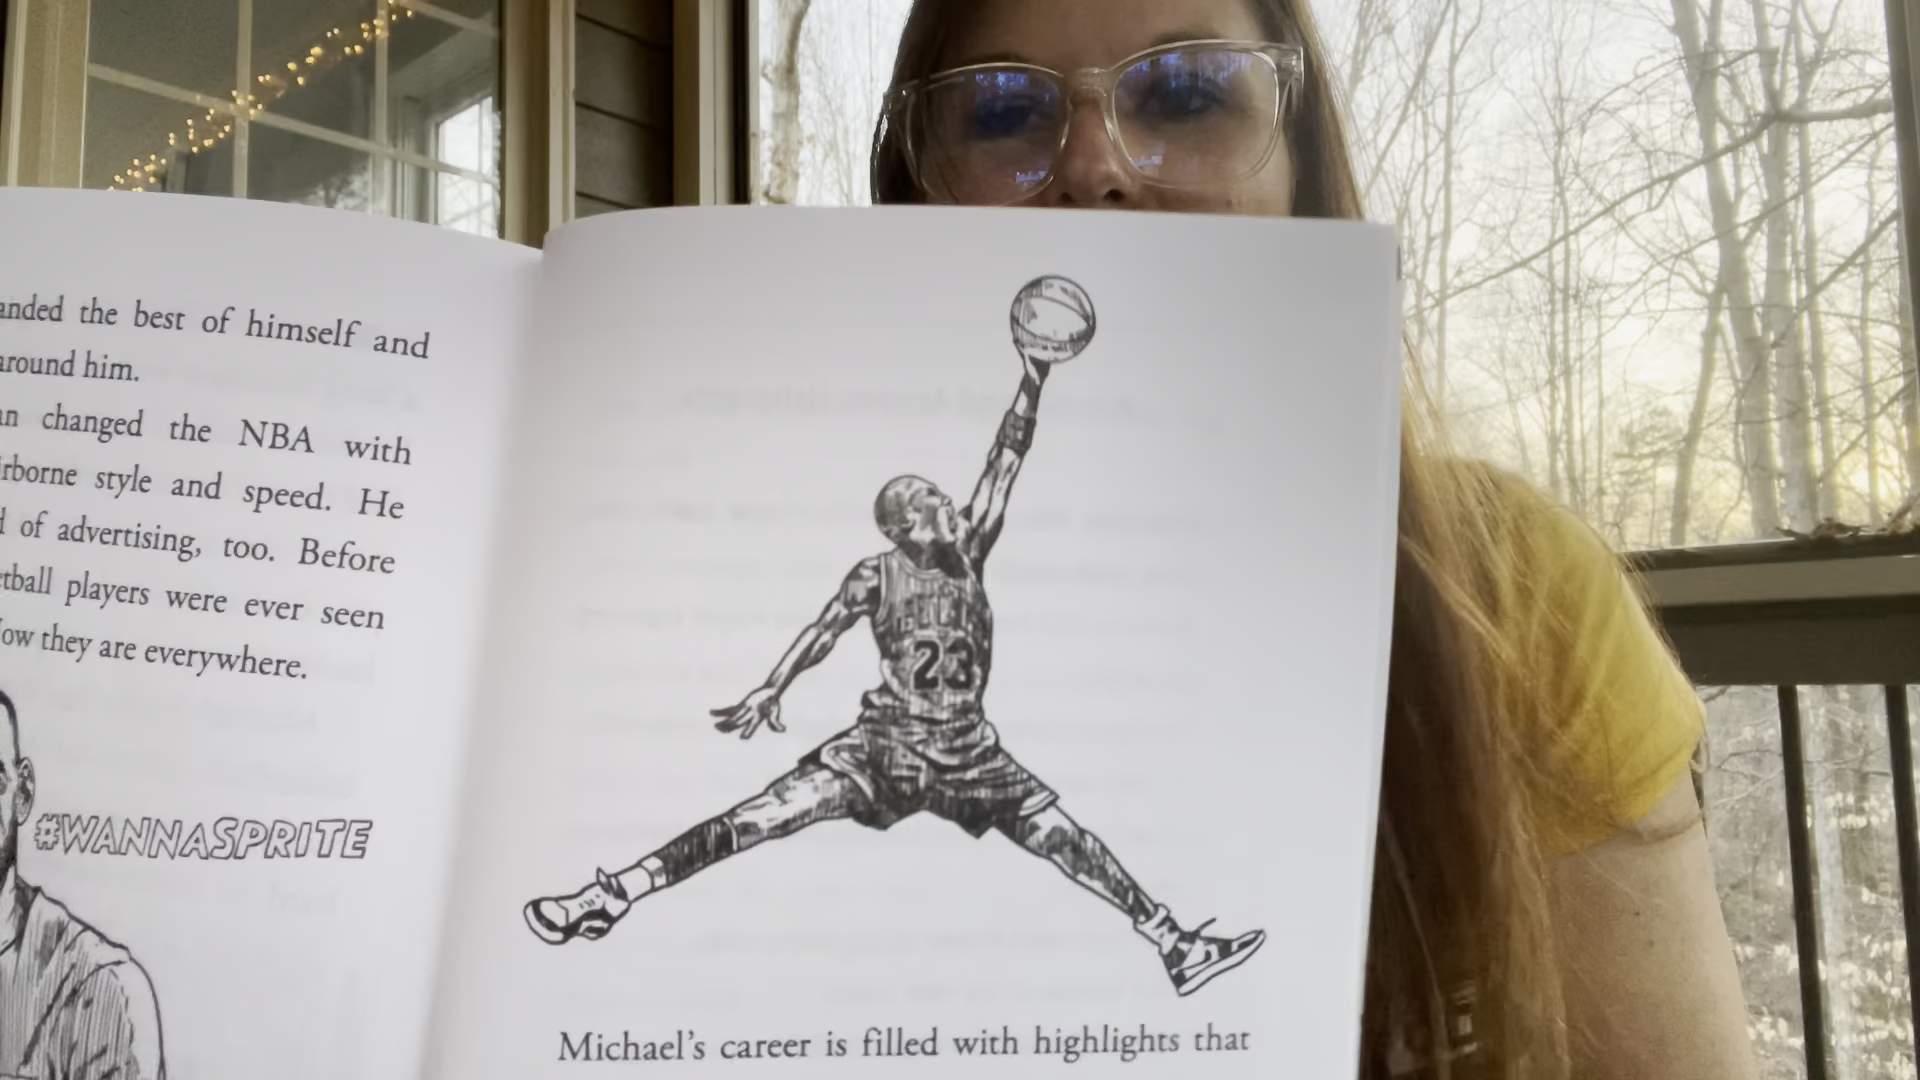 anded the best of himself and
around him.
an changed the NBA with
irborne style and speed. He
d of advertising, too. Before
etball players were ever seen
Now they are everywhere.
#WANNASPRITE
23
Michael's career is filled with highlights that